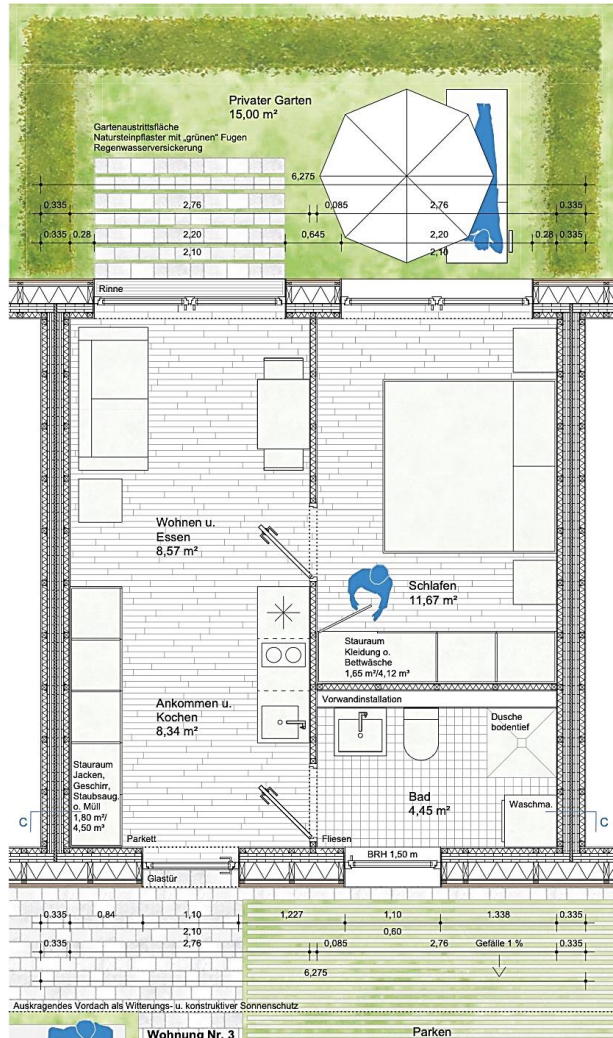 Privater Garten
15,00 m²
Gartenaustrittsfläche
Natursteinpflaster mit „grünen" Fugen
Regenwasserversickerung
6,275
0.335 2,76 0,085 2,76 0.335
0.335 0.28 2,20 0,645 2,20 0.28 0.335
2,10 2,10
Rinne
Wohnen u.
Essen
8,57 m²
Schlafen
11,67 m²
Stauraum
Kleidung o.
Bettwäsche
1,65 m²/4,12 m³
Ankommen u.
Kochen
8,34 m²
Vorwandinstallation
Dusche
bodentief
Stauraum
Jacken,
Geschirr,
Staubsaug.
o. Müll
1,80 m²/
4,50 m³
Bad
4,45 m²
Waschma.
C C
Parkett Fliesen
BRH 1,50 m
Glastür
0.335 0,84 1,10 1,227 1,10 1.338 0.335
2,10 0,60
0.335 2,76 0,085 2,76 Gefälle 1 % 0.335
6,275
Auskragendes Vordach als Witterungs- u. konstruktiver Sonnenschutz
Wohnung Nr. 3 Parken